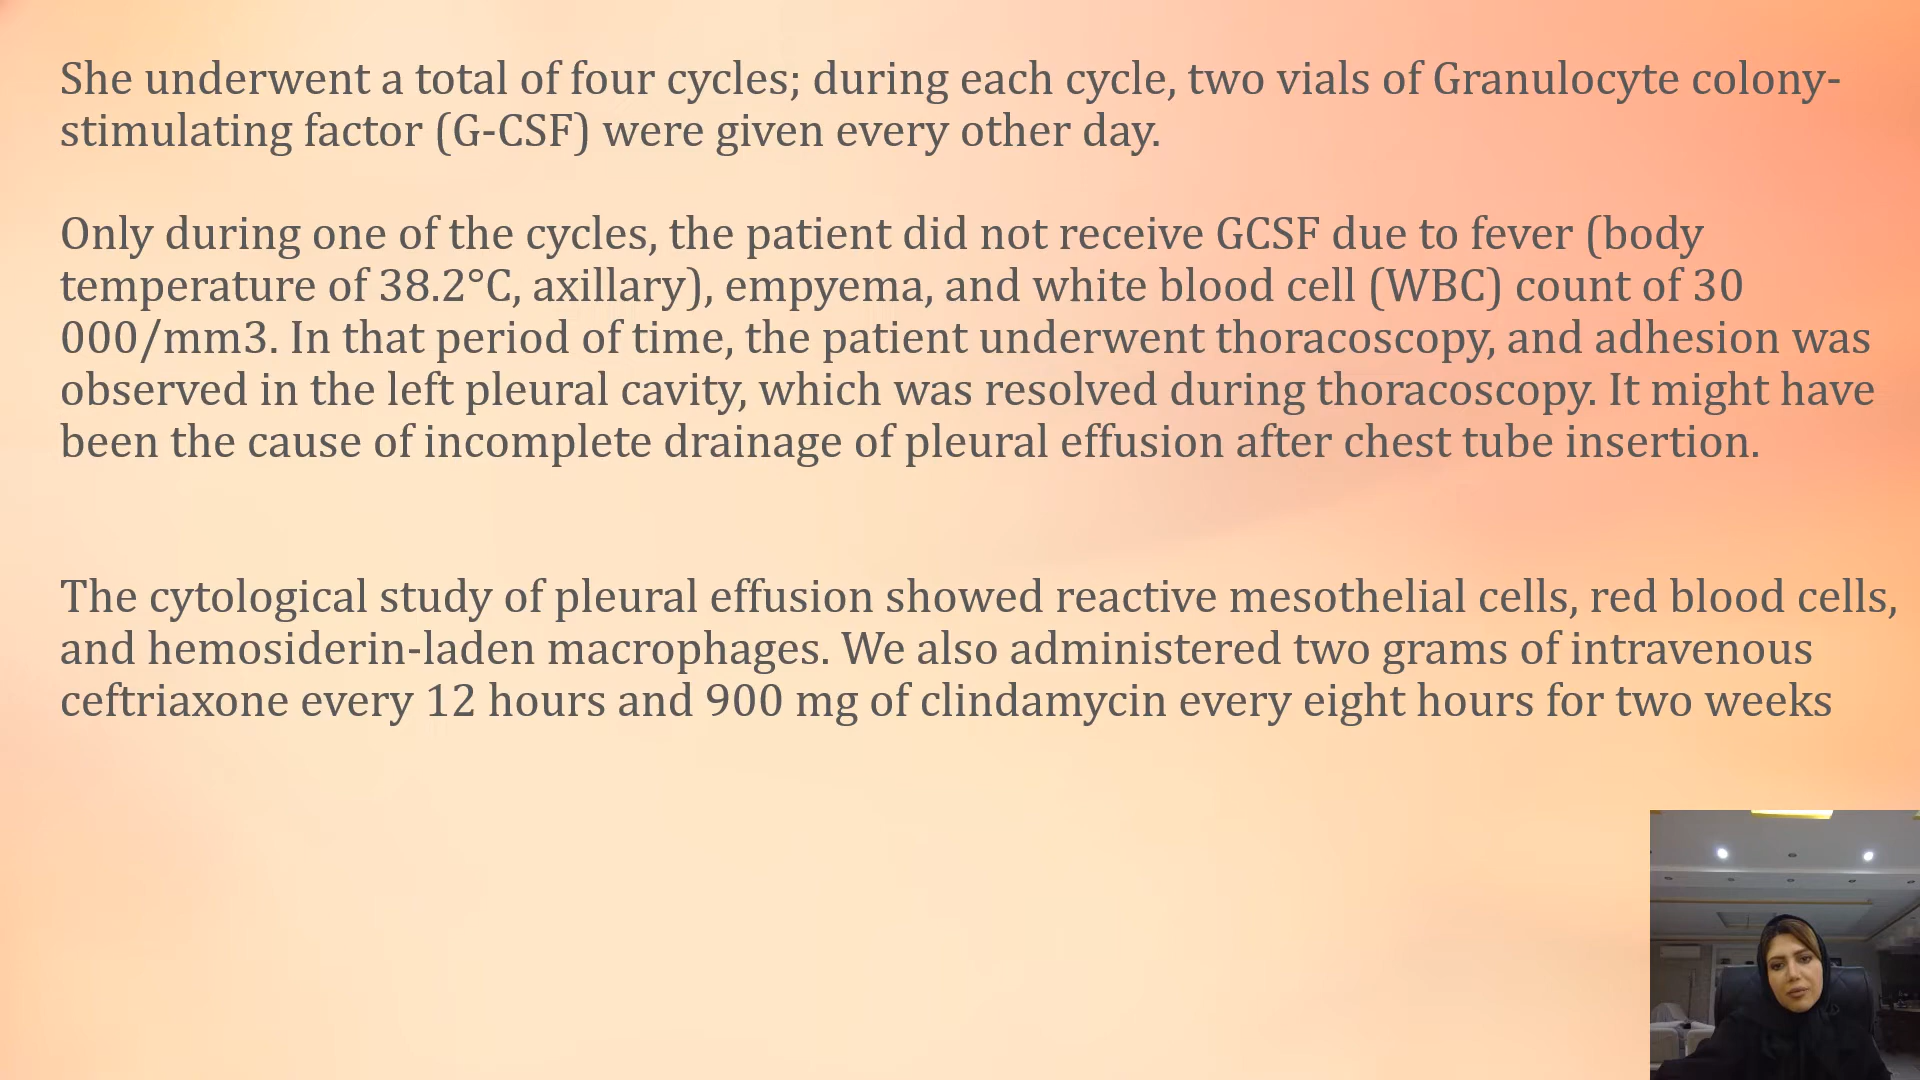 She underwent a total of four cycles; during each cycle, two vials of Granulocyte colony-
stimulating factor (G-CSF) were given every other day.
Only during one of the cycles, the patient did not receive GCSF due to fever (body
temperature of 38.2°C, axillary), empyema, and white blood cell (WBC) count of 30
000/mm3. In that period of time, the patient underwent thoracoscopy, and adhesion was
observed in the left pleural cavity, which was resolved during thoracoscopy. It might have
been the cause of incomplete drainage of pleural effusion after chest tube insertion.
The cytological study of pleural effusion showed reactive mesothelial cells, red blood cells,
and hemosiderin-laden macrophages. We also administered two grams of intravenous
ceftriaxone every 12 hours and 900 mg of clindamycin every eight hours for two weeks